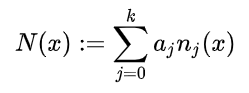 N(x) := \sum_{j=0}^{k} a_j n_j(x)